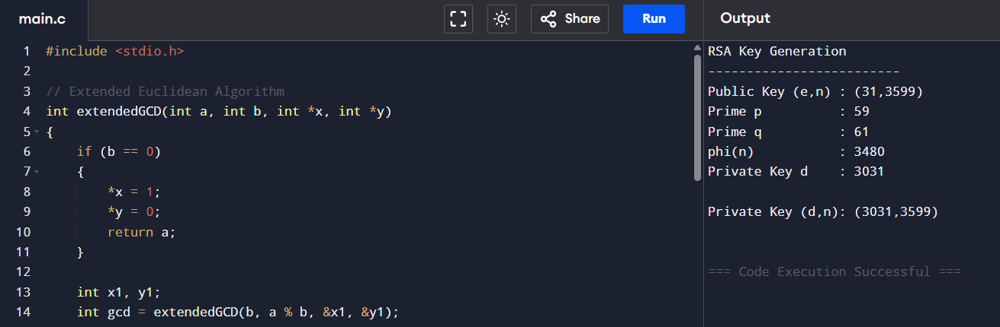 main.c
Share
Run
Output
1 #include <stdio.h>
2
3 // Extended Euclidean Algorithm
4 int extendedGCD(int a, int b, int *x, int *y)
5 {
6     if (b == 0)
7     {
8         *x = 1;
9         *y = 0;
10         return a;
11     }
12
13     int x1, y1;
14     int gcd = extendedGCD(b, a % b, &x1, &y1);
RSA Key Generation
-------------------------
Public Key (e,n) : (31,3599)
Prime p          : 59
Prime q          : 61
phi(n)           : 3480
Private Key d    : 3031
Private Key (d,n): (3031,3599)
=== Code Execution Successful ===